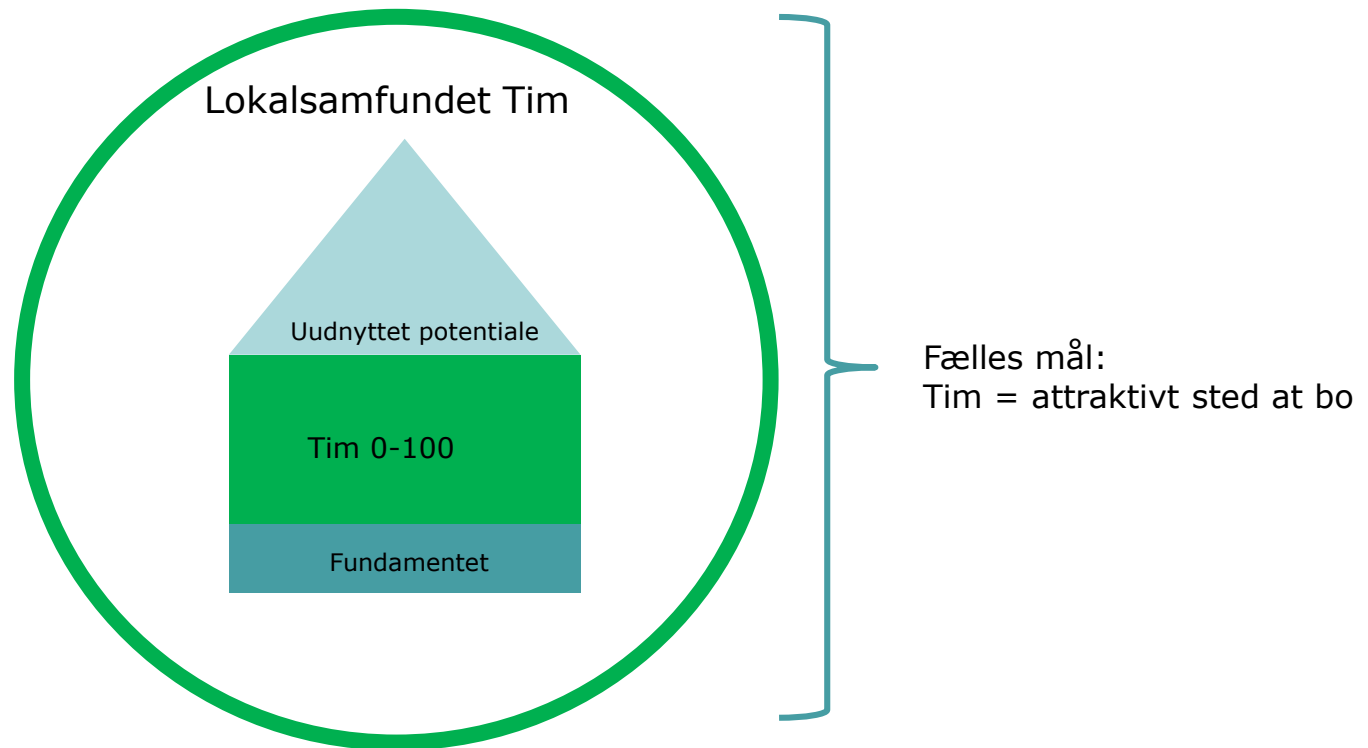 Lokalsamfundet Tim
Uudnyttet potentiale
Tim 0-100
Fundamentet
Fælles mål:
Tim = attraktivt sted at bo